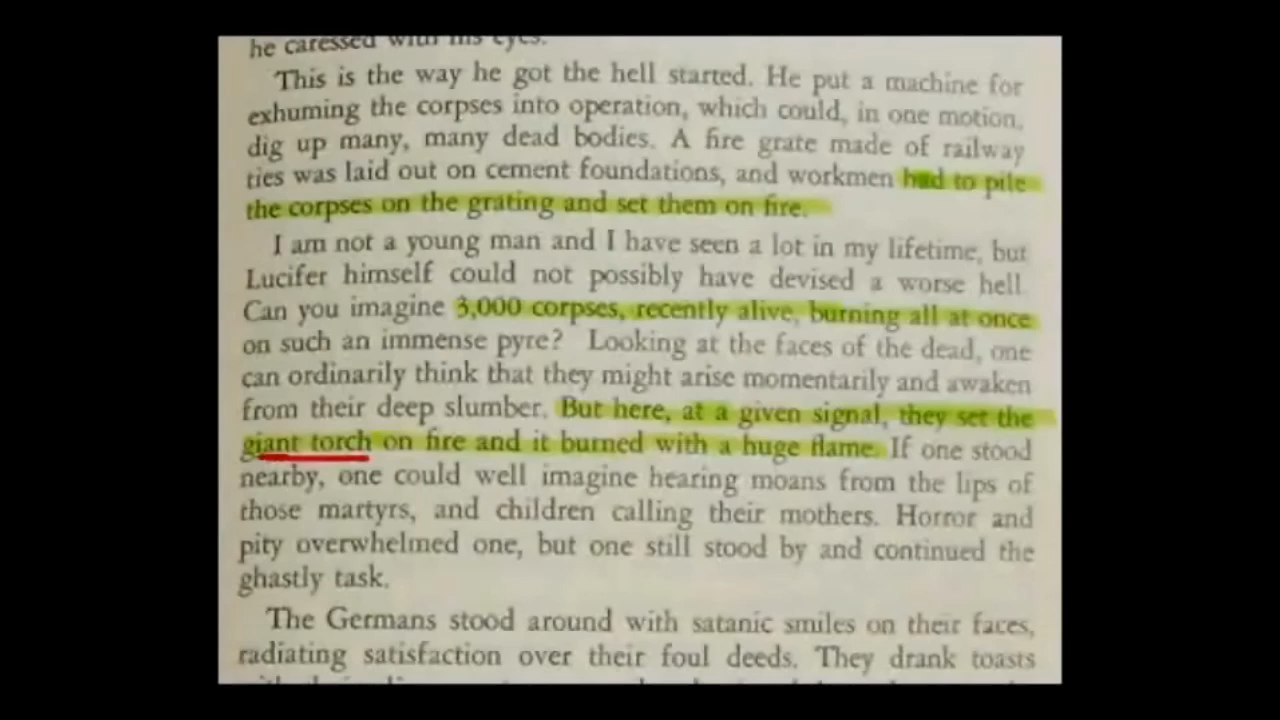 he caressed with his eyes.
This is the way he got the hell started. He put a machine for
exhuming the corpses into operation, which could, in one motion,
dig up many, many dead bodies. A fire grate made of railway
ties was laid out on cement foundations, and workmen had to pile
the corpses on the grating and set them on fire.
I am not a young man and I have seen a lot in my lifetime, but
Lucifer himself could not possibly have devised a worse hell.
Can you imagine 3,000 corpses, recently alive, burning all at once
on such an immense pyre? Looking at the faces of the dead, one
can ordinarily think that they might arise momentarily and awaken
from their deep slumber. But here, at a given signal, they set the
giant torch on fire and it burned with a huge flame. If one stood
nearby, one could well imagine hearing moans from the lips of
those martyrs, and children calling their mothers. Horror and
pity overwhelmed one, but one still stood by and continued the
ghastly task.
The Germans stood around with satanic smiles on their faces,
radiating satisfaction over their foul deeds. They drank toasts